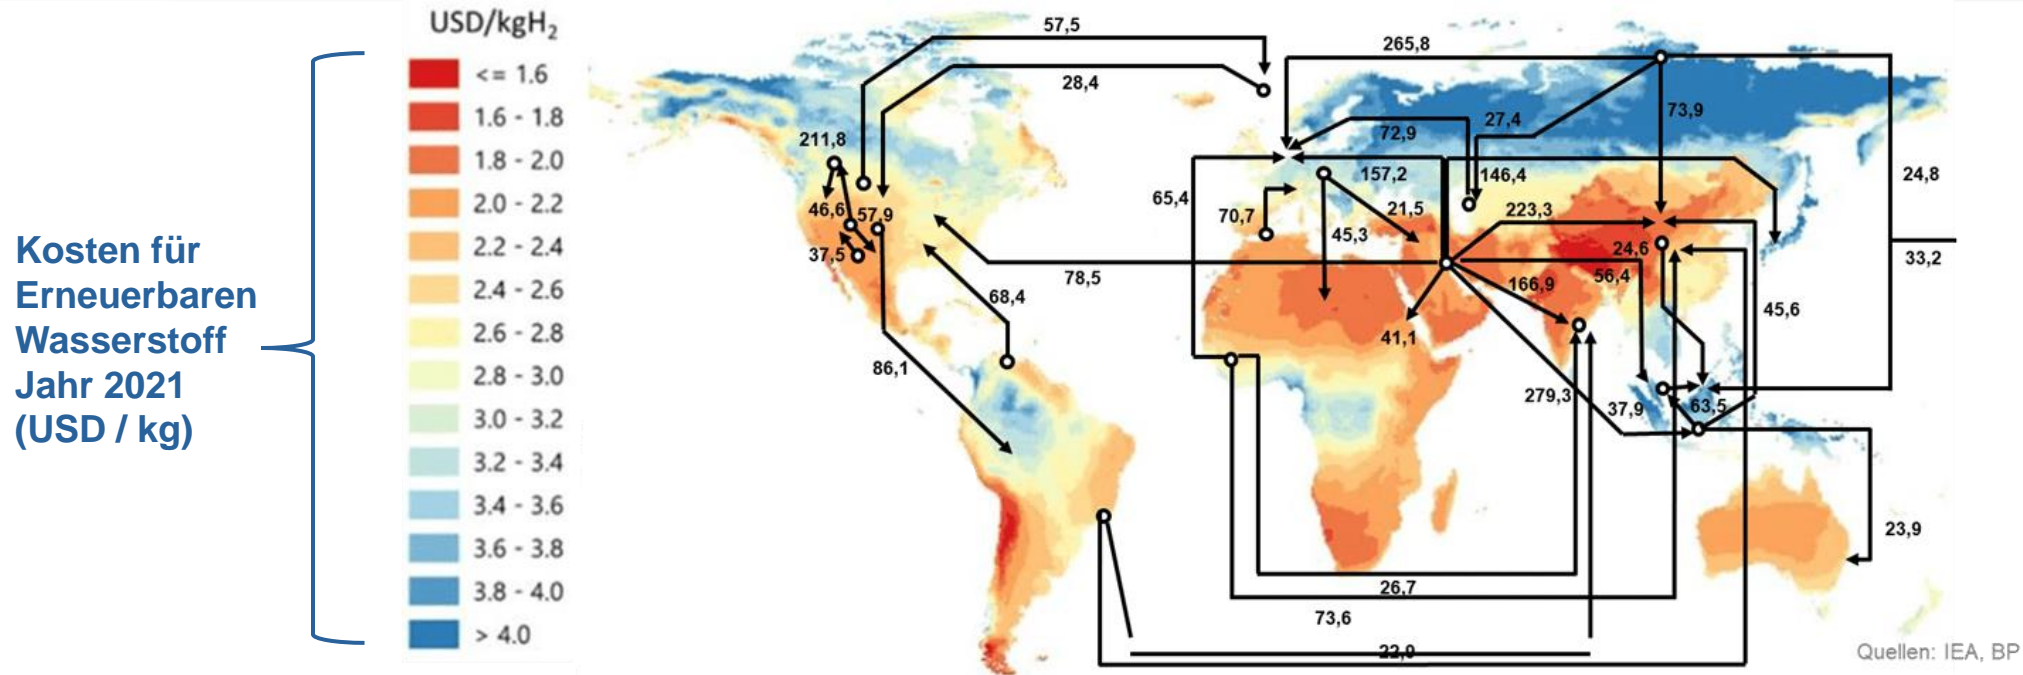 Kosten für
Erneuerbaren
Wasserstoff
Jahr 2021
(USD / kg)
USD/kgH₂
<= 1.6
1.6 - 1.8
1.8 - 2.0
2.0 - 2.2
2.2 - 2.4
2.4 - 2.6
2.6 - 2.8
2.8 - 3.0
3.0 - 3.2
3.2 - 3.4
3.4 - 3.6
3.6 - 3.8
3.8 - 4.0
> 4.0
57,5
265,8
28,4
73,9
27,4
72,9
211,8
157,2
146,4
24,8
65,4
46,6
57,9
70,7
21,5
223,3
45,3
24,6
37,5
33,2
78,5
56,4
166,9
68,4
45,6
41,1
86,1
279,3
37,9
63,5
23,9
26,7
73,6
22,9
Quellen: IEA, BP